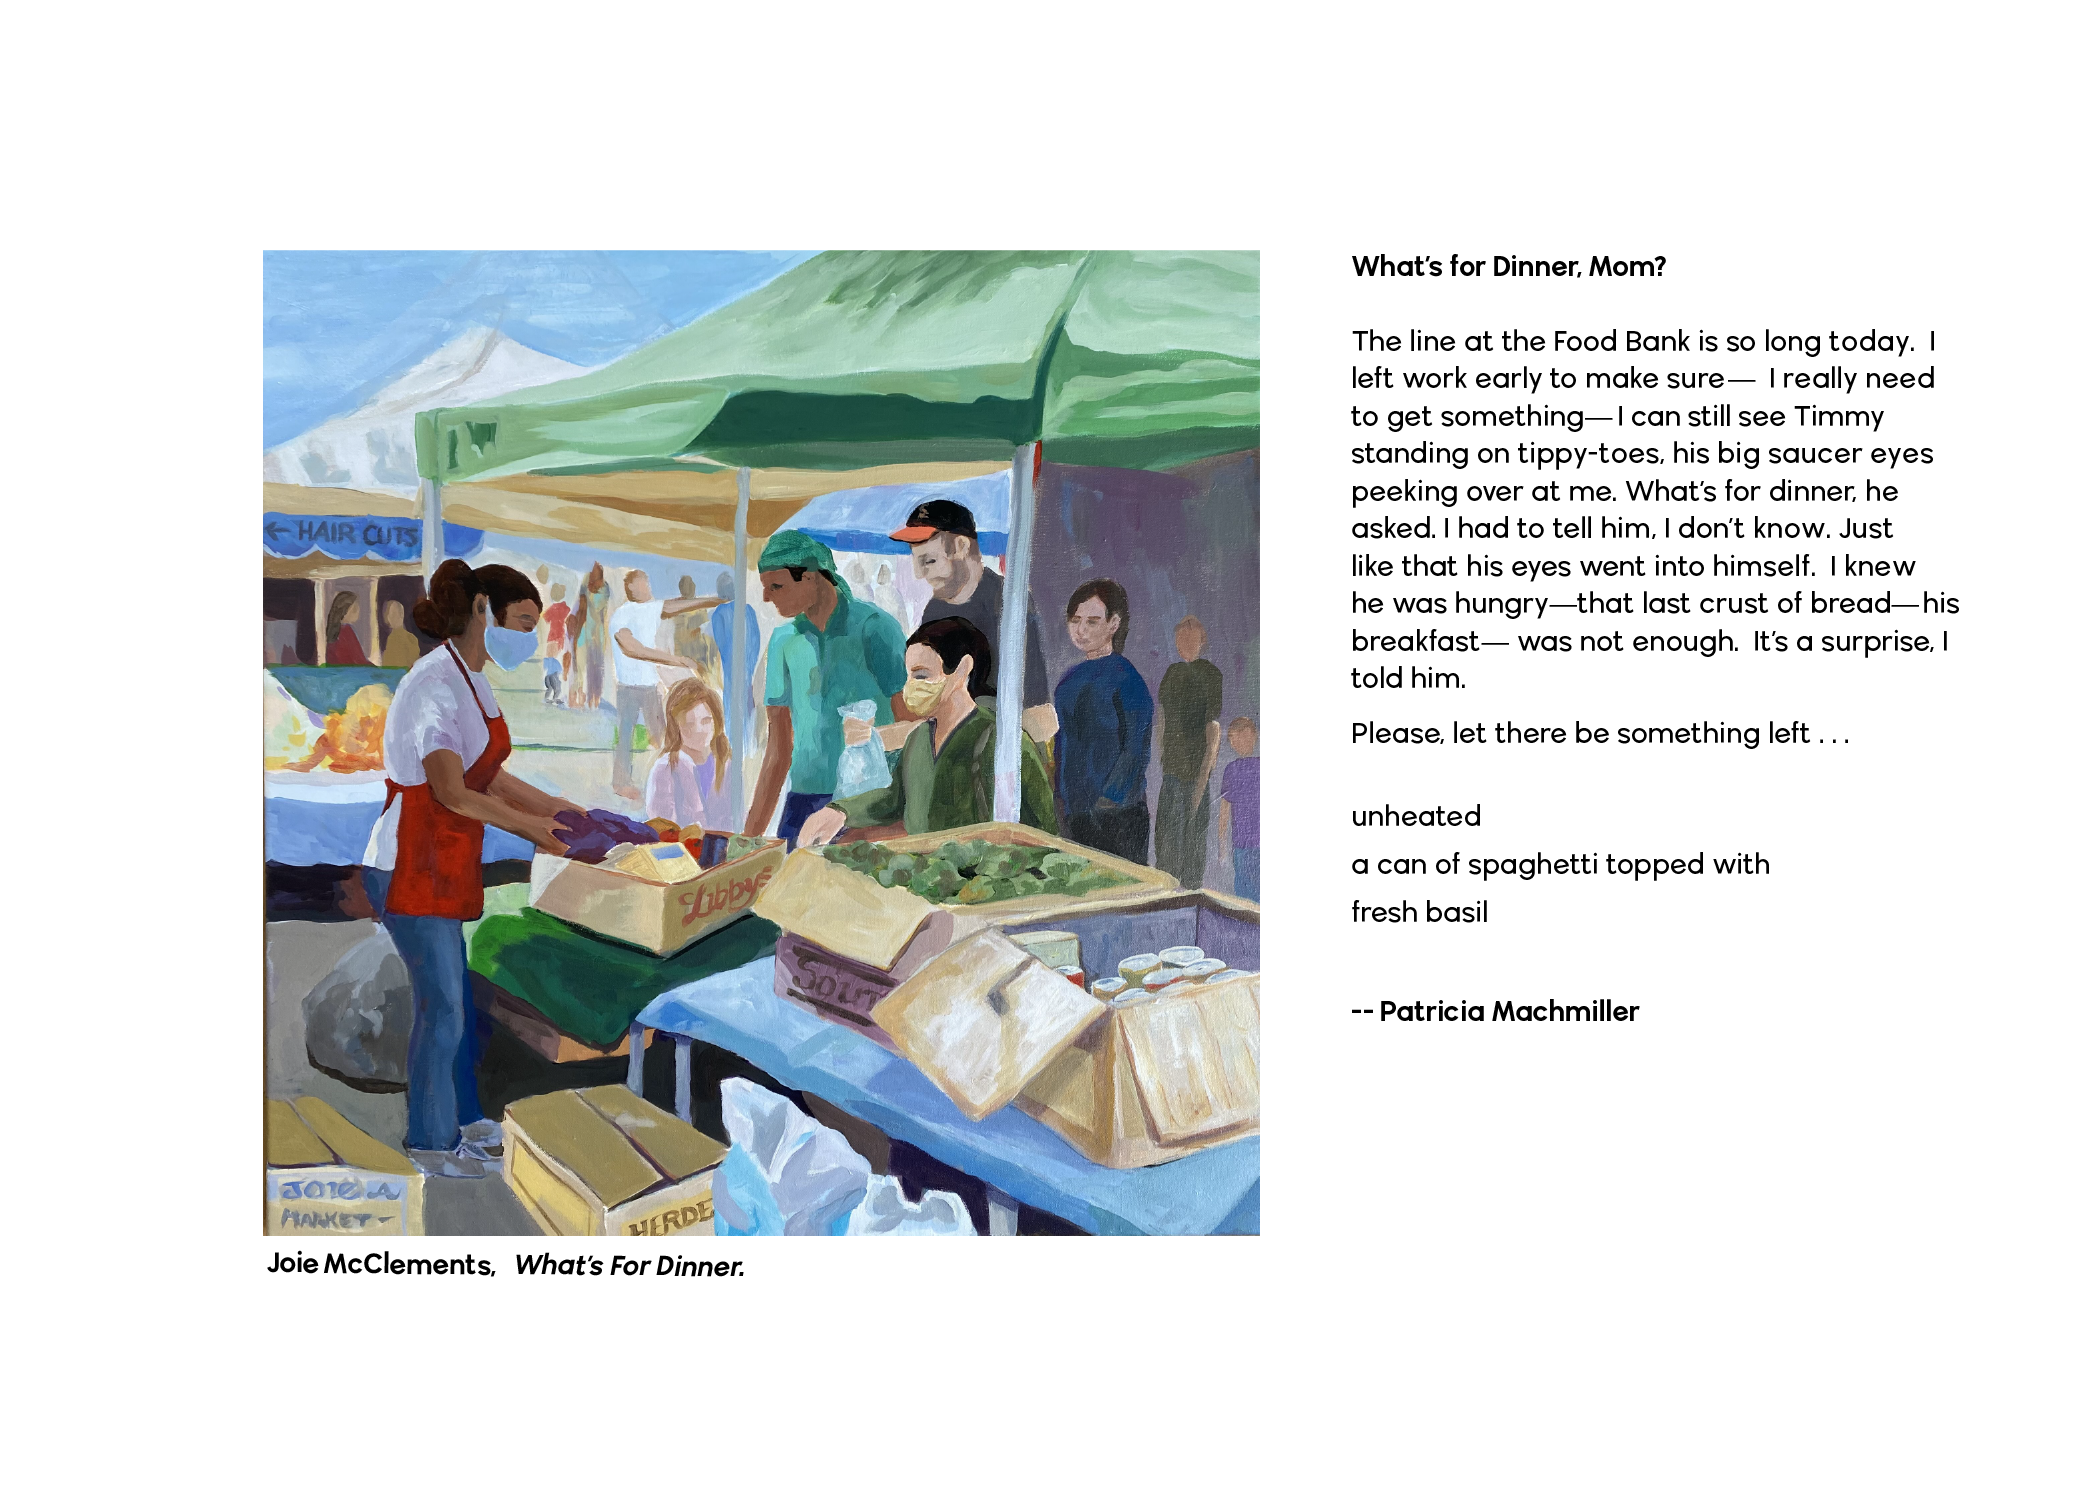 ← HAIR CUTS
Libby's
SOUT
JOIE A
MARKET -
HERDE
Joie McClements, What's For Dinner.
What's for Dinner, Mom?
The line at the Food Bank is so long today. I
left work early to make sure— I really need
to get something—I can still see Timmy
standing on tippy-toes, his big saucer eyes
peeking over at me. What's for dinner, he
asked. I had to tell him, I don't know. Just
like that his eyes went into himself. I knew
he was hungry—that last crust of bread—his
breakfast— was not enough. It's a surprise, I
told him.
Please, let there be something left . . .
unheated
a can of spaghetti topped with
fresh basil
-- Patricia Machmiller